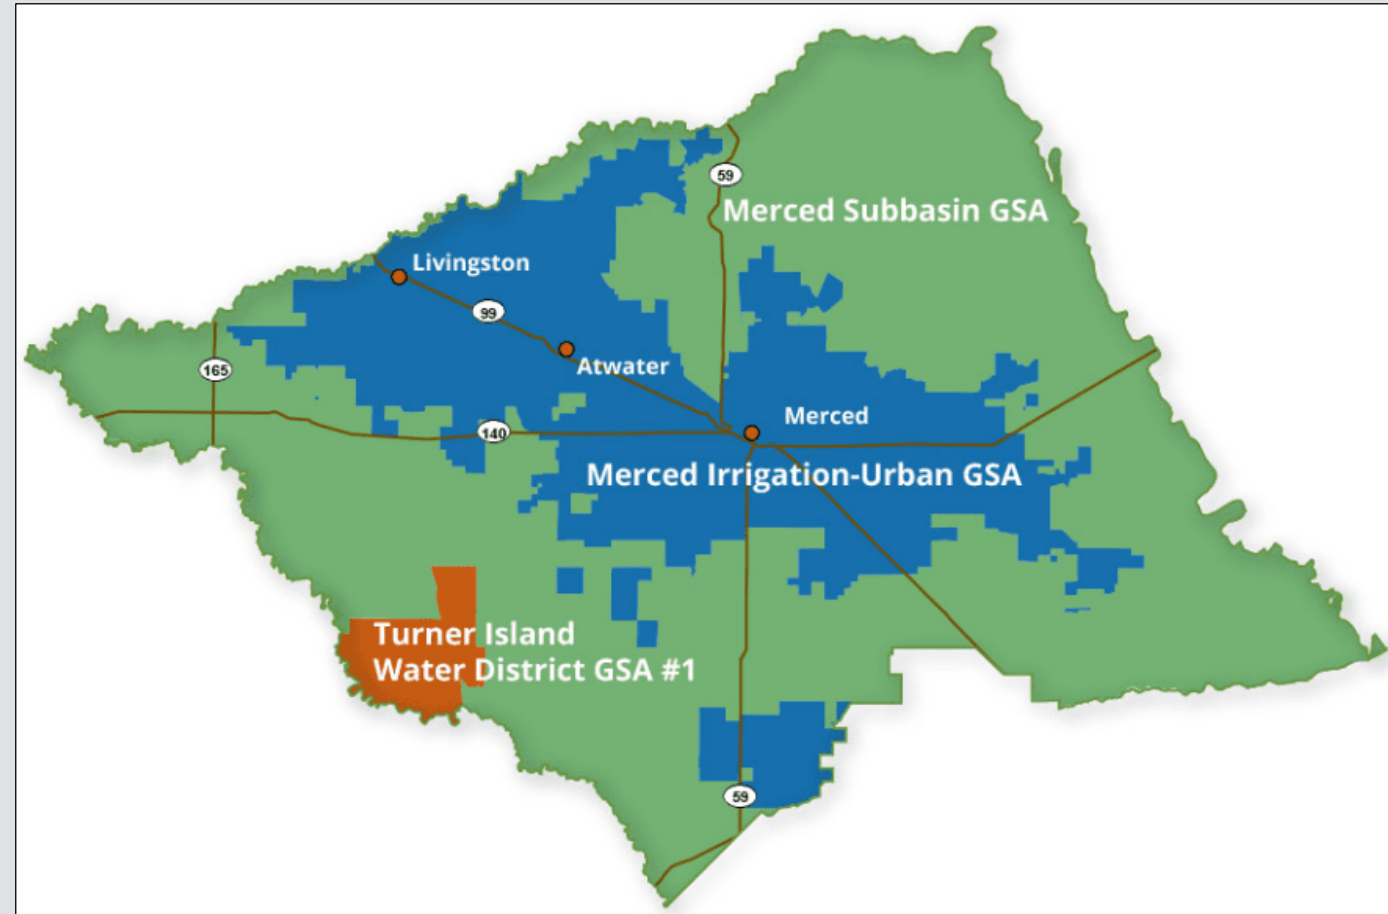 59
Merced Subbasin GSA
Livingston
99
Atwater
165
Merced
140
Merced Irrigation-Urban GSA
Turner Island
Water District GSA #1
59